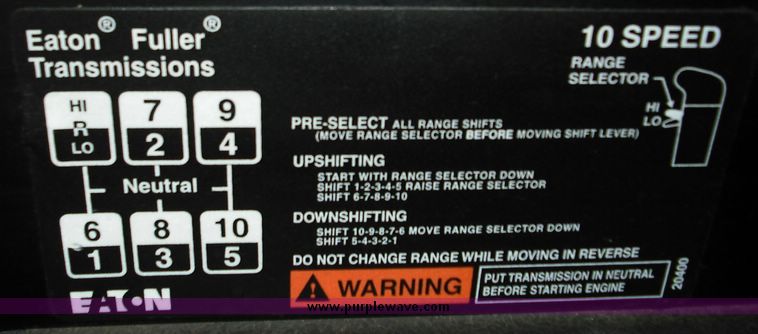 Eaton® Fuller®
Transmissions
10 SPEED
RANGE
SELECTOR
HI
LO
HI
R
LO
7
2
9
4
Neutral
6
1
8
3
10
5
PRE-SELECT ALL RANGE SHIFTS
(MOVE RANGE SELECTOR BEFORE MOVING SHIFT LEVER)
UPSHIFTING
START WITH RANGE SELECTOR DOWN
SHIFT 1-2-3-4-5 RAISE RANGE SELECTOR
SHIFT 6-7-8-9-10
DOWNSHIFTING
SHIFT 10-9-8-7-6 MOVE RANGE SELECTOR DOWN
SHIFT 5-4-3-2-1
DO NOT CHANGE RANGE WHILE MOVING IN REVERSE
WARNING
PUT TRANSMISSION IN NEUTRAL
BEFORE STARTING ENGINE
20400
EATON
www.purplewave.com